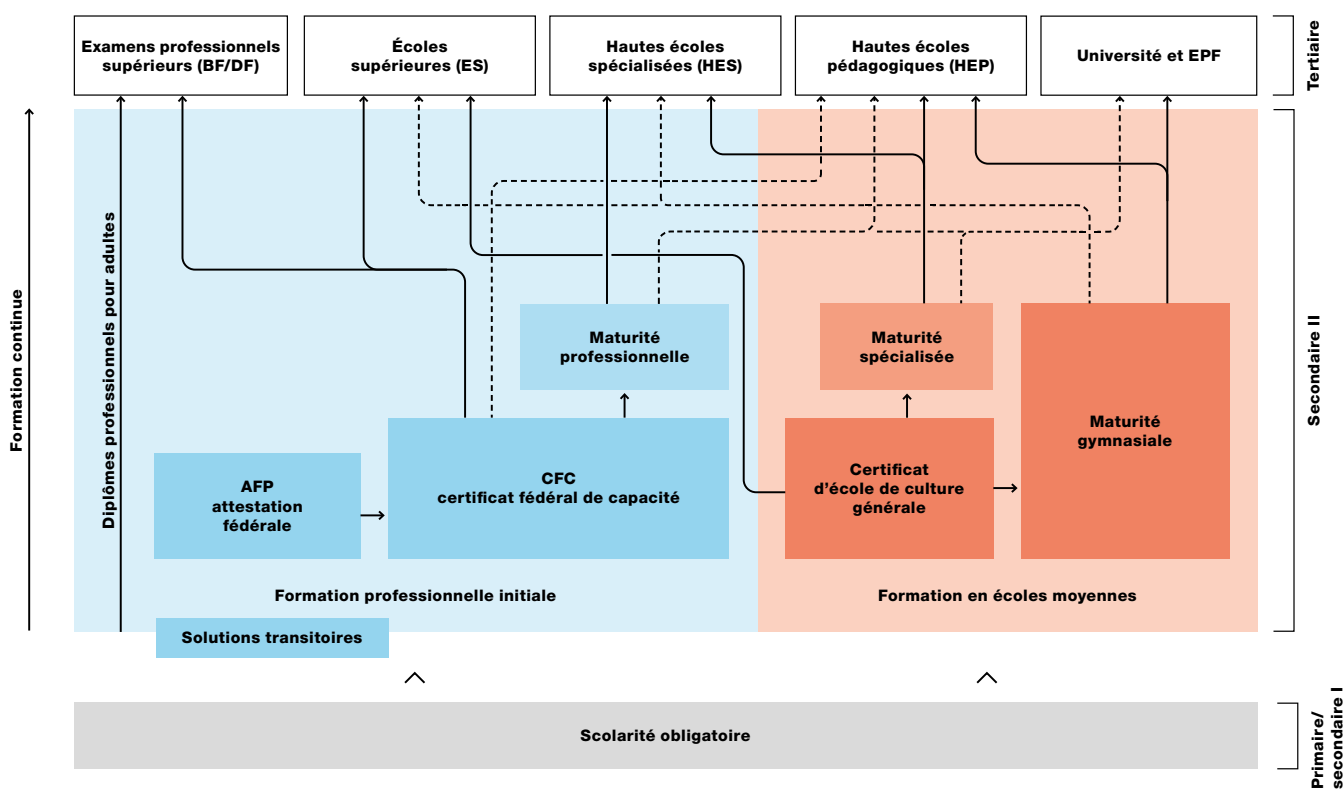 Examens professionnels
supérieurs (BF/DF)
Écoles
supérieures (ES)
Hautes écoles
spécialisées (HES)
Hautes écoles
pédagogiques (HEP)
Université et EPF
Tertiaire
Formation continue
Diplômes professionnels pour adultes
Secondaire II
Maturité
professionnelle
Maturité
spécialisée
Maturité
gymnasiale
AFP
attestation
fédérale
CFC
certificat fédéral de capacité
Certificat
d’école de culture
générale
Formation professionnelle initiale
Formation en écoles moyennes
Solutions transitoires
Scolarité obligatoire
Primaire/
secondaire I